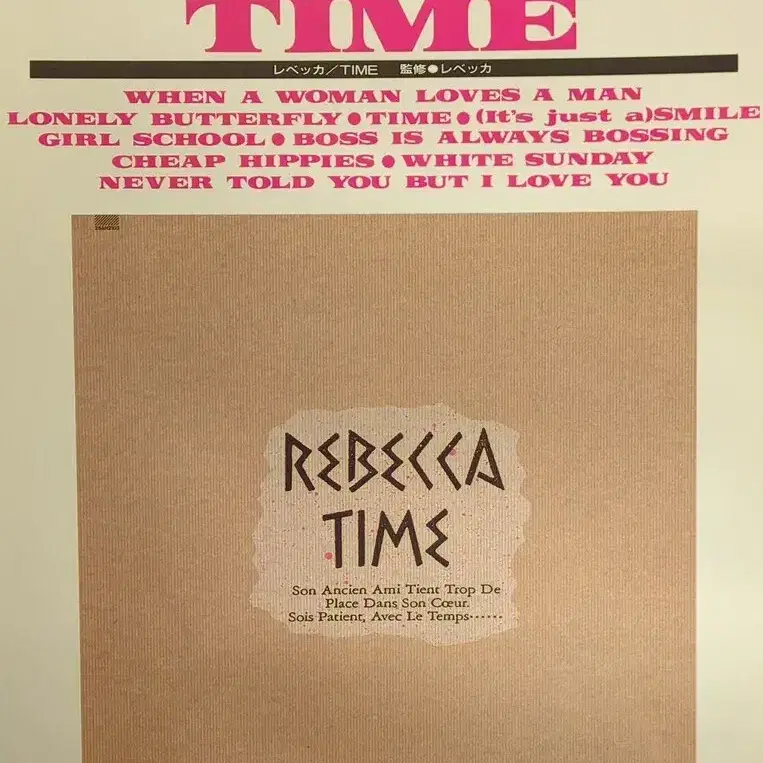 TIME
レベッカ／TIME 監修●レベッカ
WHEN A WOMAN LOVES A MAN
LONELY BUTTERFLY●TIME●(It's just a)SMILE
GIRL SCHOOL●BOSS IS ALWAYS BOSSING
CHEAP HIPPIES●WHITE SUNDAY
NEVER TOLD YOU BUT I LOVE YOU
REBECCA
TIME
Son Ancien Ami Tient Trop De
Place Dans Son Cœur.
Sois Patient, Avec Le Temps……